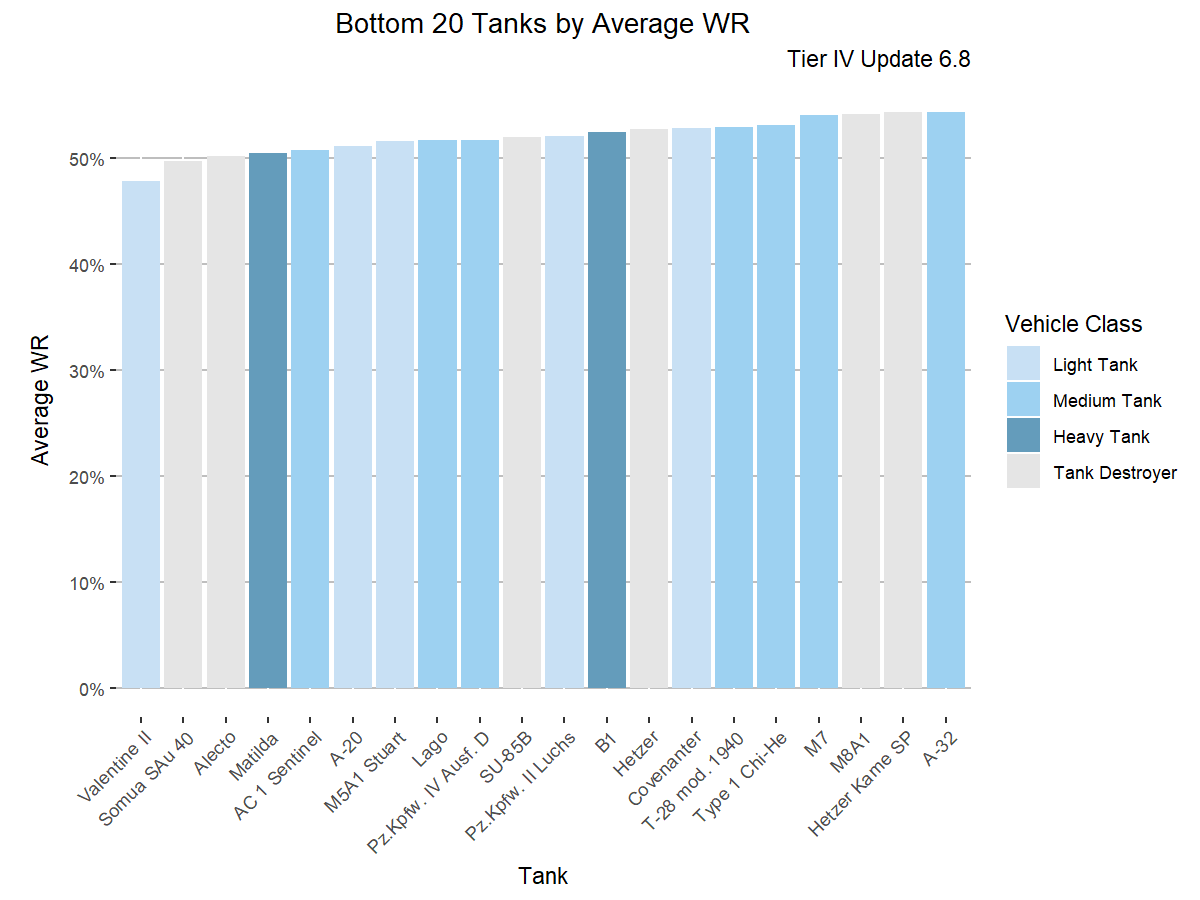 Bottom 20 Tanks by Average WR
Tier IV Update 6.8
Average WR
50%
40%
30%
20%
10%
0%
Valentine II
Somua SAu 40
Alecto
Matilda
AC 1 Sentinel
A-20
M5A1 Stuart
Lago
Pz.Kpfw. IV Ausf. D
SU-85B
Pz.Kpfw. II Luchs
B1
Hetzer
Covenanter
T-28 mod. 1940
Type 1 Chi-He
M7
M8A1
Hetzer Kame SP
A-32
Tank
Vehicle Class
Light Tank
Medium Tank
Heavy Tank
Tank Destroyer